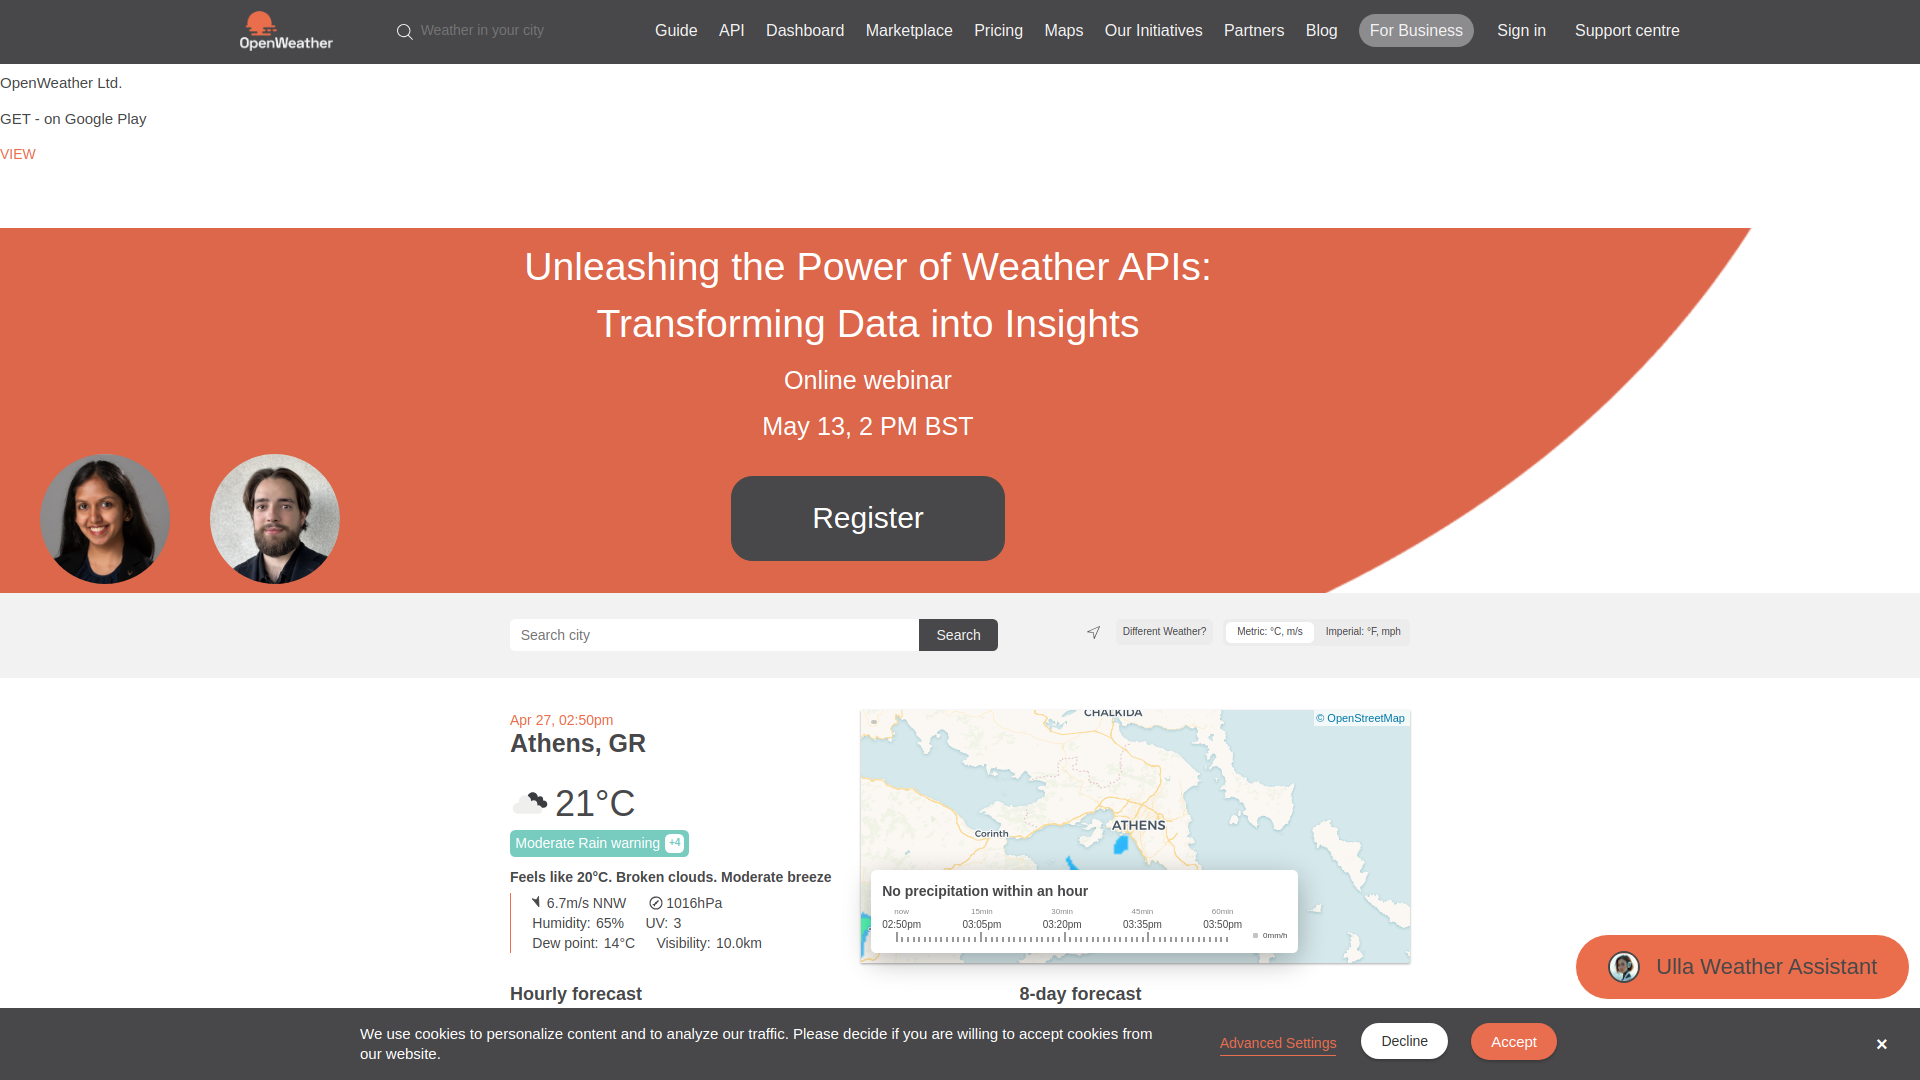 OpenWeather
Weather in your city
Guide
API
Dashboard
Marketplace
Pricing
Maps
Our Initiatives
Partners
Blog
For Business
Sign in
Support centre
OpenWeather Ltd.
GET - on Google Play
VIEW
Unleashing the Power of Weather APIs:
Transforming Data into Insights
Online webinar
May 13, 2 PM BST
Register
Search city
Search
Different Weather?
Metric: °C, m/s
Imperial: °F, mph
Apr 27, 02:50pm
Athens, GR
21°C
Moderate Rain warning +4
Feels like 20°C. Broken clouds. Moderate breeze
6.7m/s NNW 1016hPa
Humidity: 65% UV: 3
Dew point: 14°C Visibility: 10.0km
CHALKIDA
© OpenStreetMap
ATHENS
Corinth
No precipitation within an hour
now 15min 30min 45min 60min
02:50pm 03:05pm 03:20pm 03:35pm 03:50pm
0mm/h
Hourly forecast
8-day forecast
Ulla Weather Assistant
We use cookies to personalize content and to analyze our traffic. Please decide if you are willing to accept cookies from
our website.
Advanced Settings
Decline
Accept
×